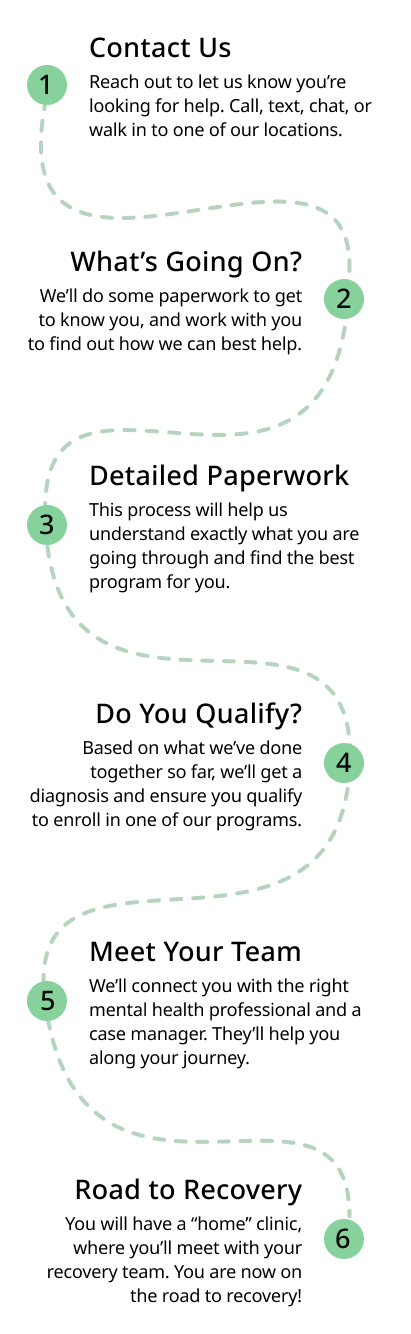 Contact Us
1
Reach out to let us know you’re
looking for help. Call, text, chat, or
walk in to one of our locations.
What’s Going On?
2
We’ll do some paperwork to get
to know you, and work with you
to find out how we can best help.
Detailed Paperwork
3
This process will help us
understand exactly what you are
going through and find the best
program for you.
Do You Qualify?
4
Based on what we’ve done
together so far, we’ll get a
diagnosis and ensure you qualify
to enroll in one of our programs.
Meet Your Team
5
We’ll connect you with the right
mental health professional and a
case manager. They’ll help you
along your journey.
Road to Recovery
6
You will have a “home” clinic,
where you’ll meet with your
recovery team. You are now on
the road to recovery!